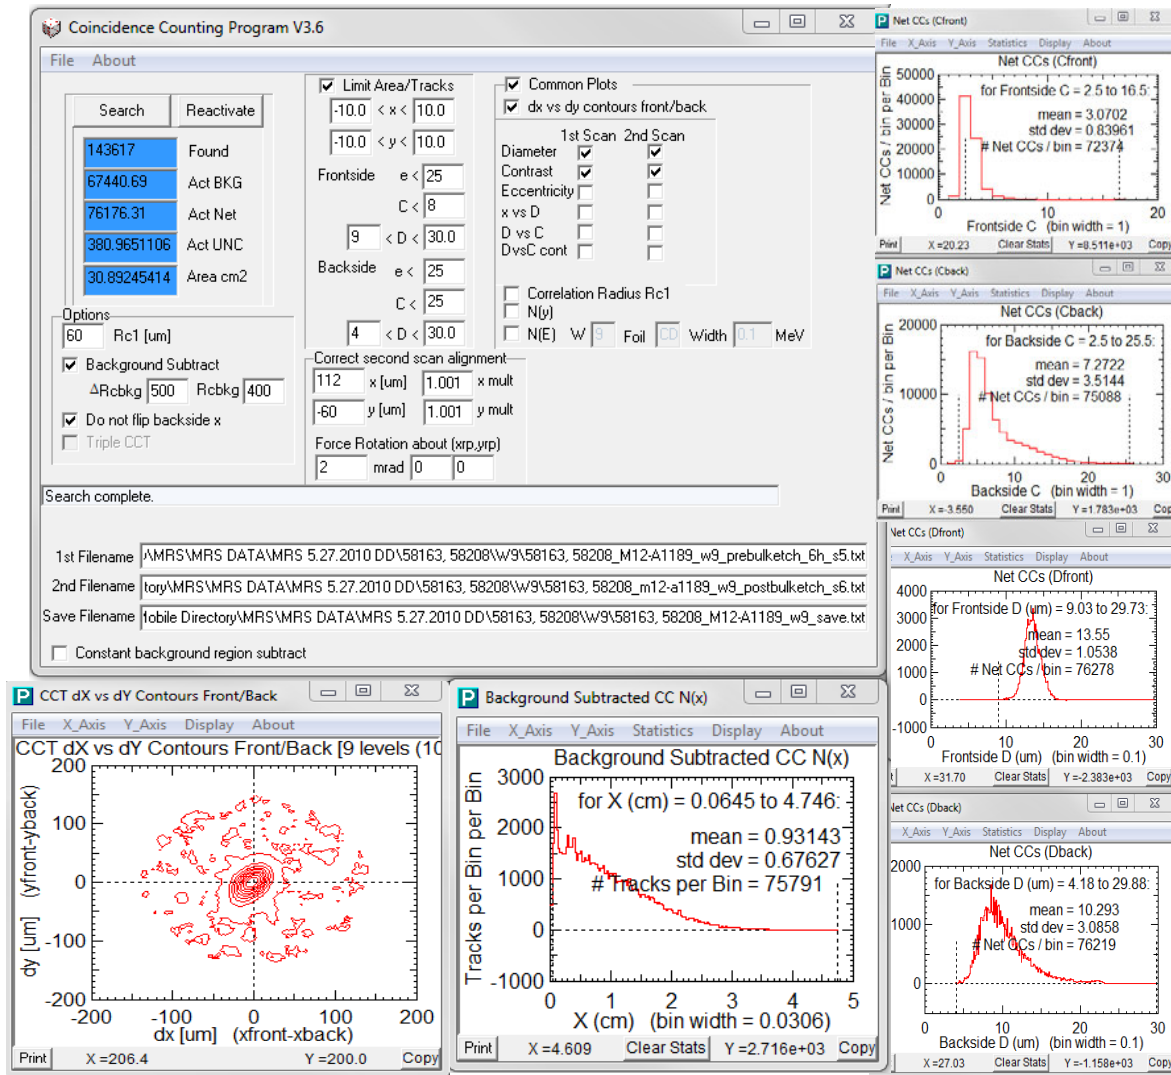 Coincidence Counting Program V3.6
File About
Search Reactivate
143617 Found
67440.69 Act BKG
76176.31 Act Net
380.9651106 Act UNC
30.89245414 Area cm2
Options
60 Rc1 [um]
Background Subtract
ΔRcbkg 500 Rcbkg 400
Do not flip backside x
Triple CCT
Limit Area/Tracks
-10.0 < x < 10.0
-10.0 < y < 10.0
Frontside e < 25
C < 8
9 < D < 30.0
Backside e < 25
C < 25
4 < D < 30.0
Correct second scan alignment
112 x [um] 1.001 x mult
-60 y [um] 1.001 y mult
Force Rotation about (xrp,yrp)
2 mrad 0 0
Common Plots
dx vs dy contours front/back
1st Scan 2nd Scan
Diameter
Contrast
Eccentricity
x vs D
D vs C
DvsC cont
Correlation Radius Rc1
N(y)
N(E) W 9 Foil CD Width 0.1 MeV
Search complete.
1st Filename \MRS\MRS DATA\MRS 5.27.2010 DD\58163, 58208\W9\58163, 58208_M12-A1189_w9_prebulketch_6h_s5.txt
2nd Filename tory\MRS\MRS DATA\MRS 5.27.2010 DD\58163, 58208\W9\58163, 58208_m12-a1189_w9_postbulketch_s6.txt
Save Filename lobile Directory\MRS\MRS DATA\MRS 5.27.2010 DD\58163, 58208\W9\58163, 58208_M12-A1189_w9_save.txt
Constant background region subtract
Net CCs (Cfront)
File X_Axis Y_Axis Statistics Display About
Net CCs (Cfront)
50000
for Frontside C = 2.5 to 16.5:
40000
mean = 3.0702
30000
std dev = 0.83961
# Net CCs / bin = 72374
20000
10000
0
Net CCs / bin per Bin
0 10 20
Frontside C (bin width = 1)
Print X =20.23 Clear Stats Y =8.511e+03 Copy
Net CCs (Cback)
File X_Axis Y_Axis Statistics Display About
Net CCs (Cback)
20000
for Backside C = 2.5 to 25.5:
mean = 7.2722
std dev = 3.5144
10000
# Net CCs / bin = 75088
0
Net CCs / bin per Bin
0 10 20 30
Backside C (bin width = 1)
Print X =-3.550 Clear Stats Y =1.783e+03 Cop
Net CCs (Dfront)
X_Axis Y_Axis Statistics Display About
Net CCs (Dfront)
4000
for Frontside D (um) = 9.03 to 29.73:
3000
mean = 13.55
2000
std dev = 1.0538
# Net CCs / bin = 76278
1000
0
-1000
0 10 20 30
Frontside D (um) (bin width = 0.1)
X =31.70 Clear Stats Y =-2.383e+03 Copy
Net CCs (Dback)
X_Axis Y_Axis Statistics Display About
Net CCs (Dback)
2000
for Backside D (um) = 4.18 to 29.88:
mean = 10.293
1000
std dev = 3.0858
# Net CCs / bin = 76219
0
-1000
0 10 20 30
Backside D (um) (bin width = 0.1)
X =27.03 Clear Stats Y =-1.158e+03 Cop
CCT dX vs dY Contours Front/Back
File X_Axis Y_Axis Display About
CCT dX vs dY Contours Front/Back [9 levels (10
200
100
0
-100
-200
dy [um] (yfront-yback)
-200 -100 0 100 200
dx [um] (xfront-xback)
Print X =206.4 Y =200.0 Copy
Background Subtracted CC N(x)
File X_Axis Y_Axis Statistics Display About
Background Subtracted CC N(x)
3000
for X (cm) = 0.0645 to 4.746:
2000
mean = 0.93143
std dev = 0.67627
1000
# Tracks per Bin = 75791
0
-1000
Tracks per Bin per Bin
0 1 2 3 4 5
X (cm) (bin width = 0.0306)
Print X =4.609 Clear Stats Y =2.716e+03 Copy